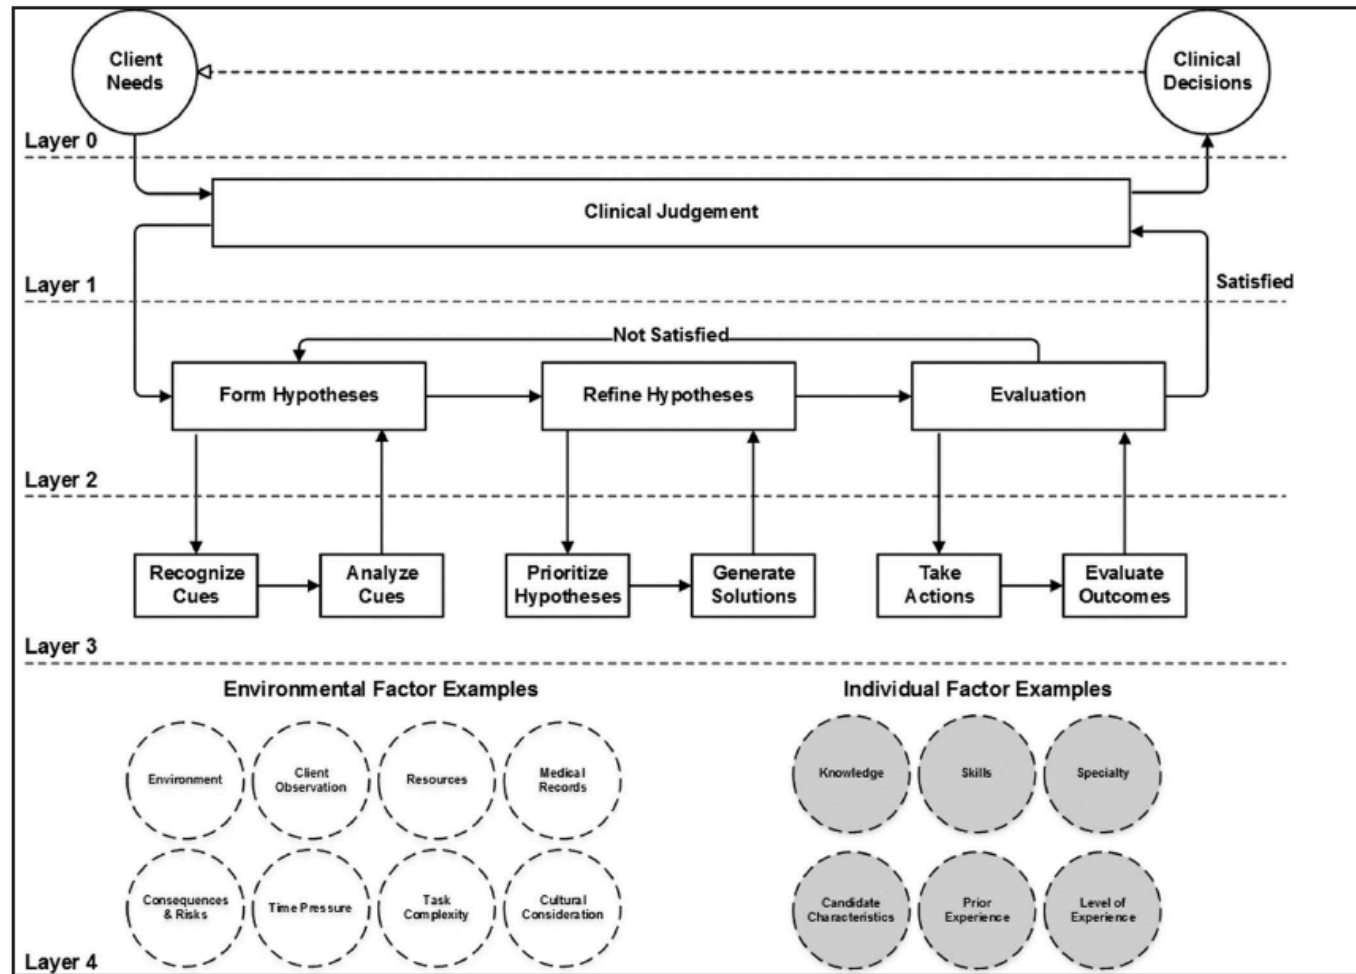 Client
Needs
Clinical
Decisions
Layer 0
Clinical Judgement
Layer 1
Satisfied
Not Satisfied
Form Hypotheses
Refine Hypotheses
Evaluation
Layer 2
Recognize
Cues
Analyze
Cues
Prioritize
Hypotheses
Generate
Solutions
Take
Actions
Evaluate
Outcomes
Layer 3
Environmental Factor Examples
Individual Factor Examples
Environment
Client
Observation
Resources
Medical
Records
Knowledge
Skills
Specialty
Consequences
& Risks
Time Pressure
Task
Complexity
Cultural
Consideration
Candidate
Characteristics
Prior
Experience
Level of
Experience
Layer 4